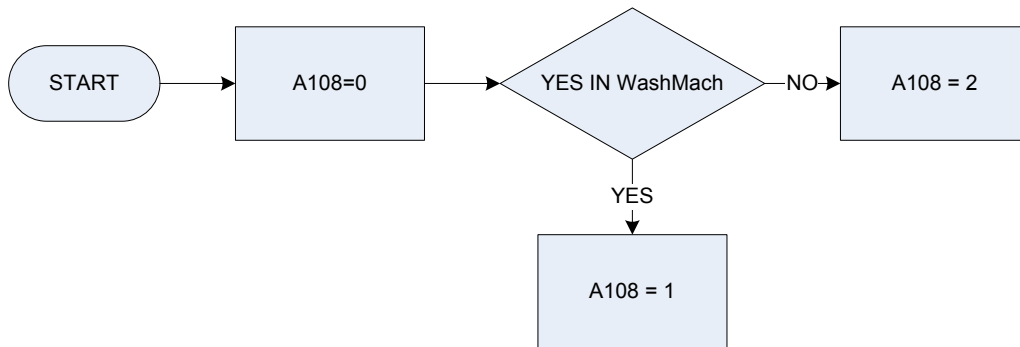 START
A108=0
YES IN WashMach
NO
A108 = 2
YES
A108 = 1